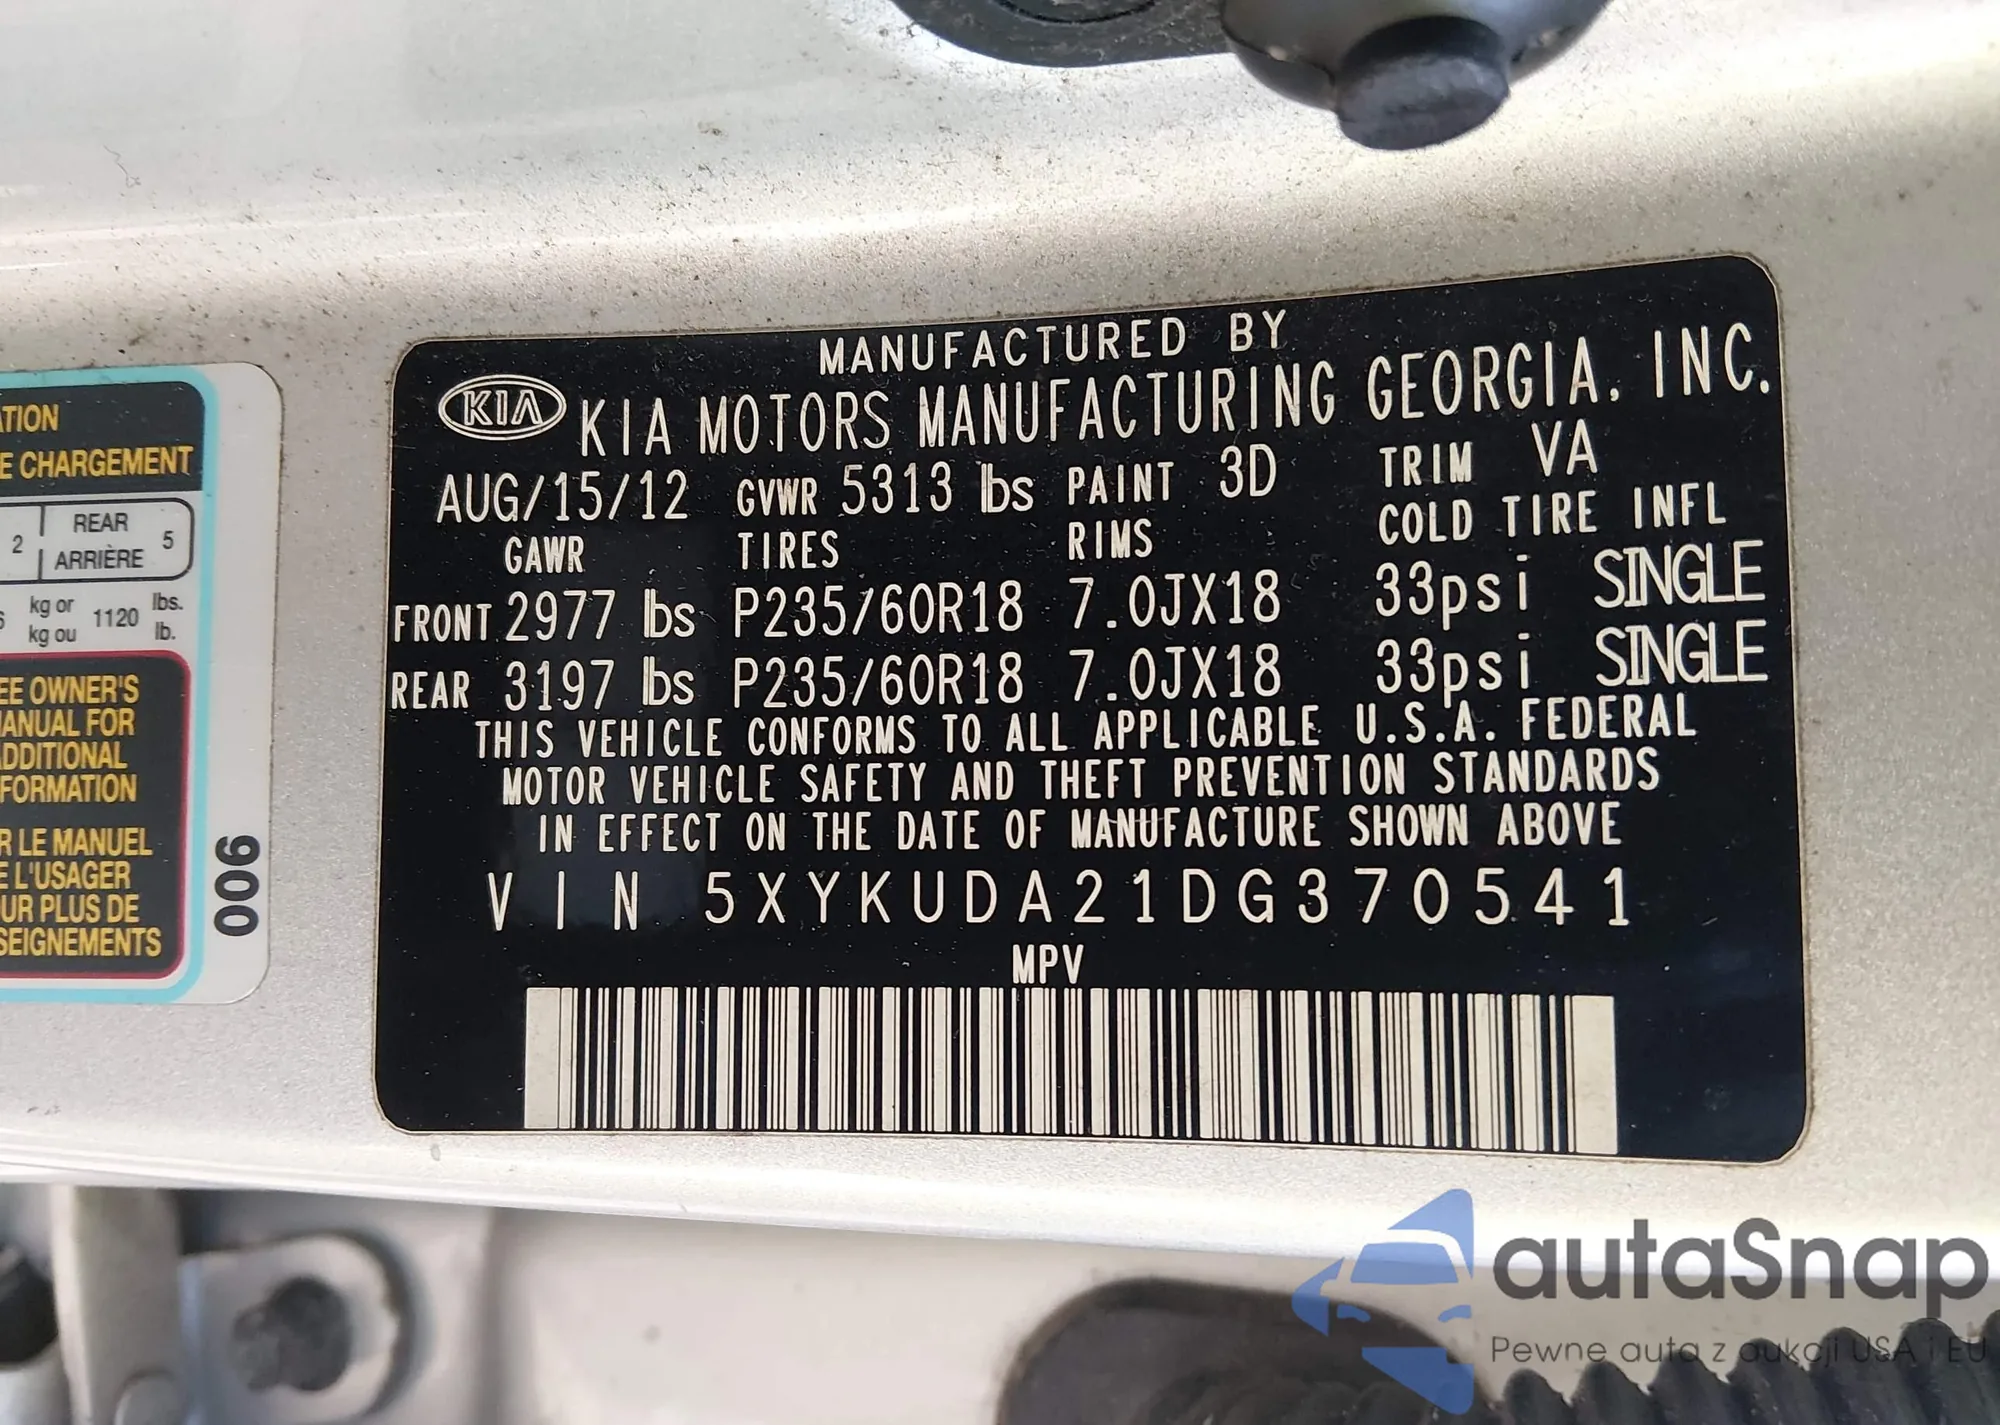 MANUFACTURED BY
KIA KIA MOTORS MANUFACTURING GEORGIA, INC.
AUG/15/12 GVWR 5313 lbs PAINT 3D TRIM VA
GAWR TIRES RIMS COLD TIRE INFL
FRONT 2977 lbs P235/60R18 7.0JX18 33psi SINGLE
REAR 3197 lbs P235/60R18 7.0JX18 33psi SINGLE
THIS VEHICLE CONFORMS TO ALL APPLICABLE U.S.A. FEDERAL
MOTOR VEHICLE SAFETY AND THEFT PREVENTION STANDARDS
IN EFFECT ON THE DATE OF MANUFACTURE SHOWN ABOVE
VIN 5XYKUDA21DG370541
MPV
ATION
E CHARGEMENT
2 REAR 5
ARRIÈRE
kg or 1120 lbs.
kg ou lb.
EE OWNER'S
ANUAL FOR
ADDITIONAL
FORMATION
R LE MANUEL
E L'USAGER
UR PLUS DE
SEIGNEMENTS
006
autaSnap
Pewne auta z aukcji USA i EU